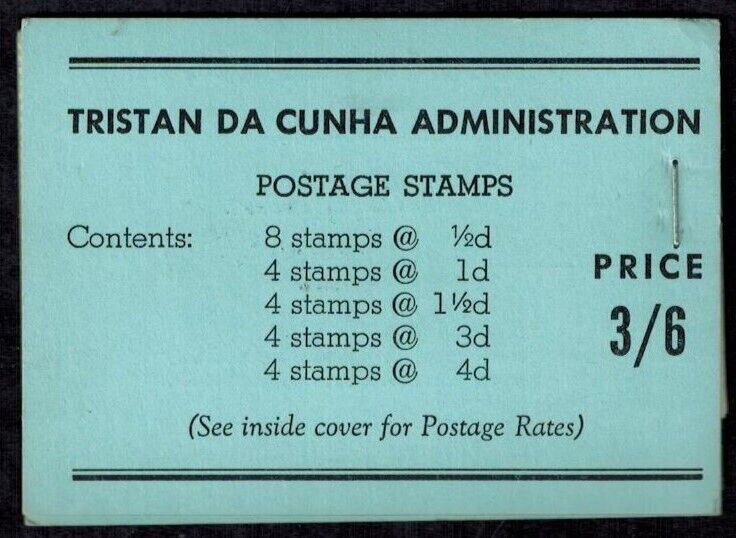 TRISTAN DA CUNHA ADMINISTRATION
POSTAGE STAMPS
Contents: 8 stamps @ ½d
4 stamps @ 1d
4 stamps @ 1½d
4 stamps @ 3d
4 stamps @ 4d
PRICE
3/6
(See inside cover for Postage Rates)